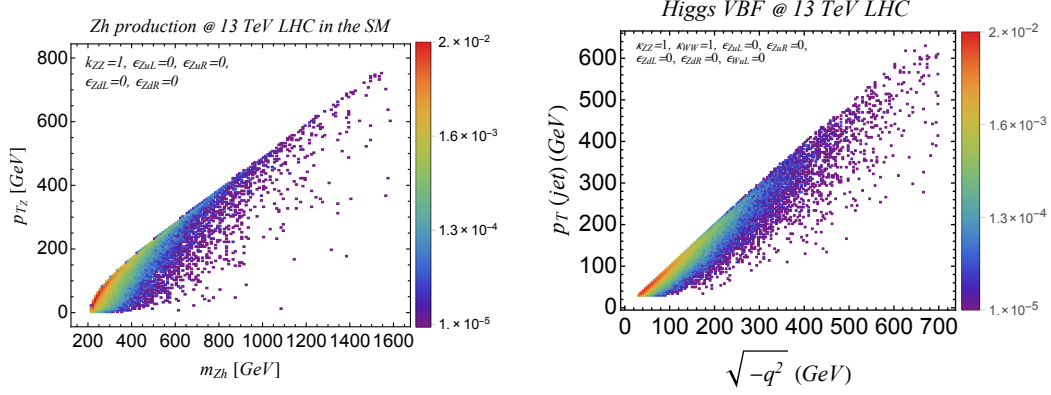 Zh production @ 13 TeV LHC in the SM
k_ZZ=1, ϵ_ZuL=0, ϵ_ZuR=0,
ϵ_ZdL=0, ϵ_ZdR=0
800
600
400
200
0
p_T_Z [GeV]
200 400 600 800 1000 1200 1400 1600
m_Zh [GeV]
2.×10⁻²
1.6×10⁻³
1.3×10⁻⁴
1.×10⁻⁵
Higgs VBF @ 13 TeV LHC
κ_ZZ=1, κ_WW=1, ϵ_ZuL=0, ϵ_ZuR=0,
ϵ_ZdL=0, ϵ_ZdR=0, ϵ_WuL=0
600
500
400
300
200
100
0
p_T (jet) (GeV)
0 100 200 300 400 500 600 700
√−q² (GeV)
2.×10⁻²
1.6×10⁻³
1.3×10⁻⁴
1.×10⁻⁵